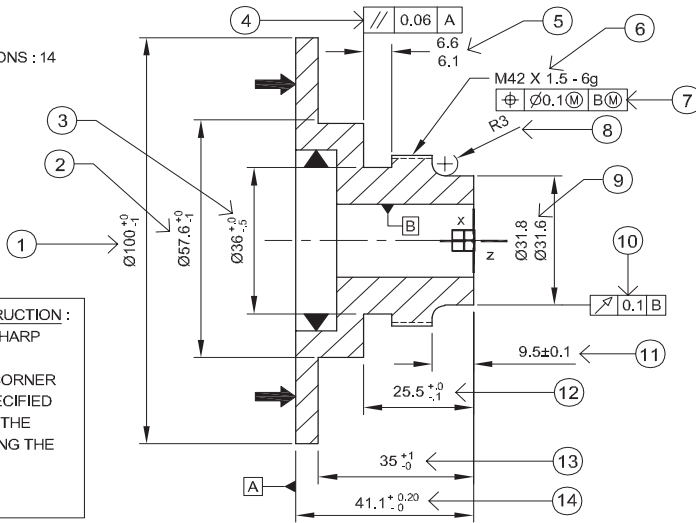 ONS : 14
4
// 0.06 A
5
6.6
6.1
6
M42 X 1.5 - 6g
⌖ Ø0.1Ⓜ BⓂ
7
3
R3
8
2
9
1
Ø100 +0 -1
Ø57.6 +0 -1
Ø36 +.0 -.5
B
x
z
Ø31.8
Ø31.6
10
↗ 0.1 B
RUCTION :
HARP
CORNER
ECIFIED
THE
NG THE
9.5±0.1
11
25.5 +.0 -.1
12
35 +1 -0
13
A
41.1 + 0.20 - 0
14